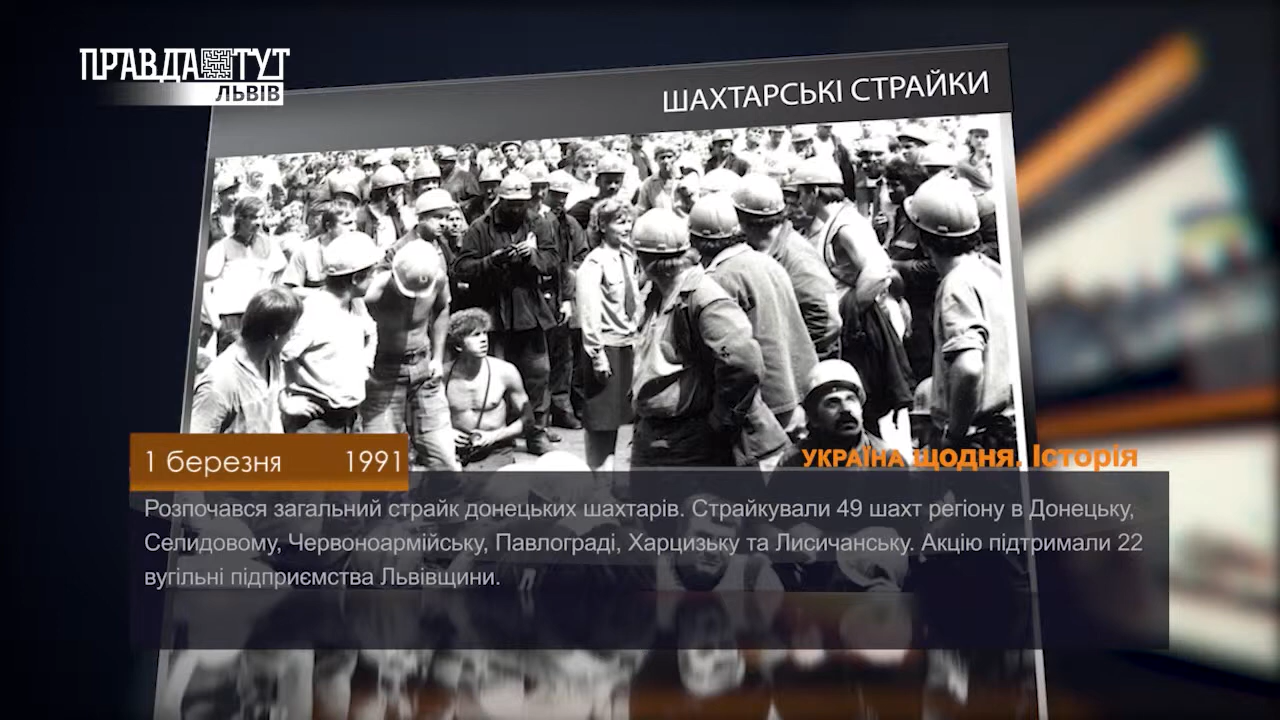 ПРАВДА ТУТ
ЛЬВІВ
ШАХТАРСЬКІ СТРАЙКИ
1 березня 1991
УКРАЇНА ЩОДНЯ. Історія
Розпочався загальний страйк донецьких шахтарів. Страйкували 49 шахт регіону в Донецьку,
Селидовому, Червоноармійську, Павлограді, Харцизьку та Лисичанську. Акцію підтримали 22
вугільні підприємства Львівщини.